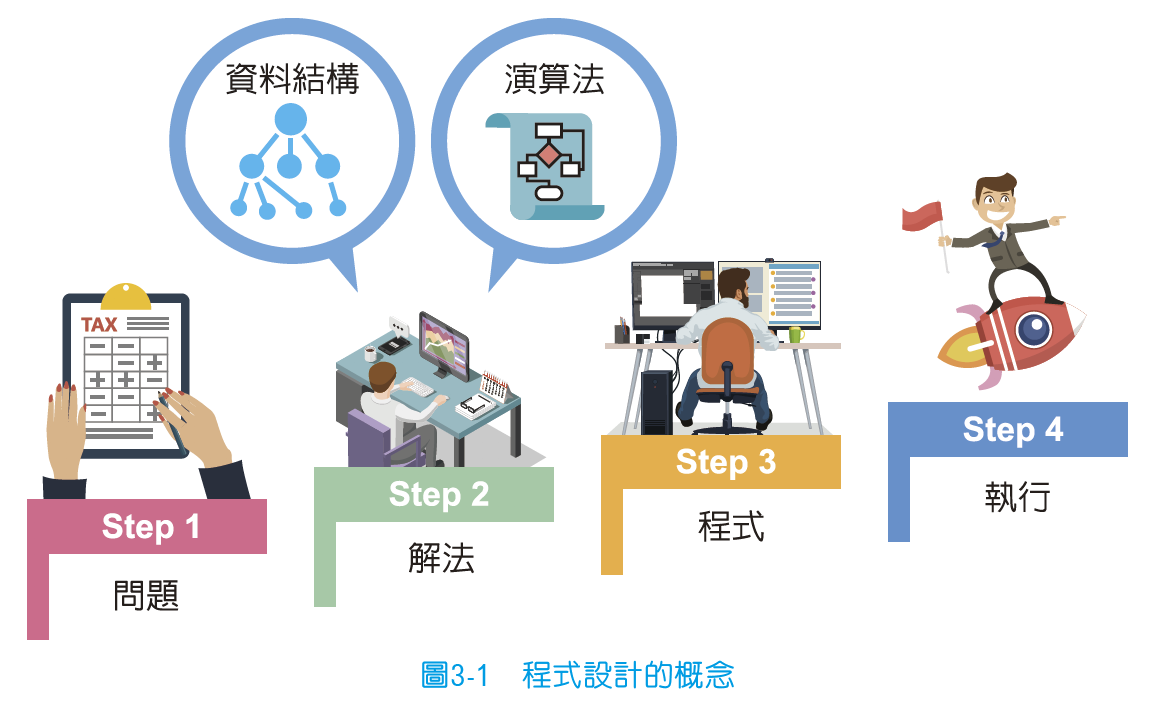 資料結構
演算法
TAX
Step 1
問題
Step 2
解法
Step 3
程式
Step 4
執行
圖3-1 程式設計的概念